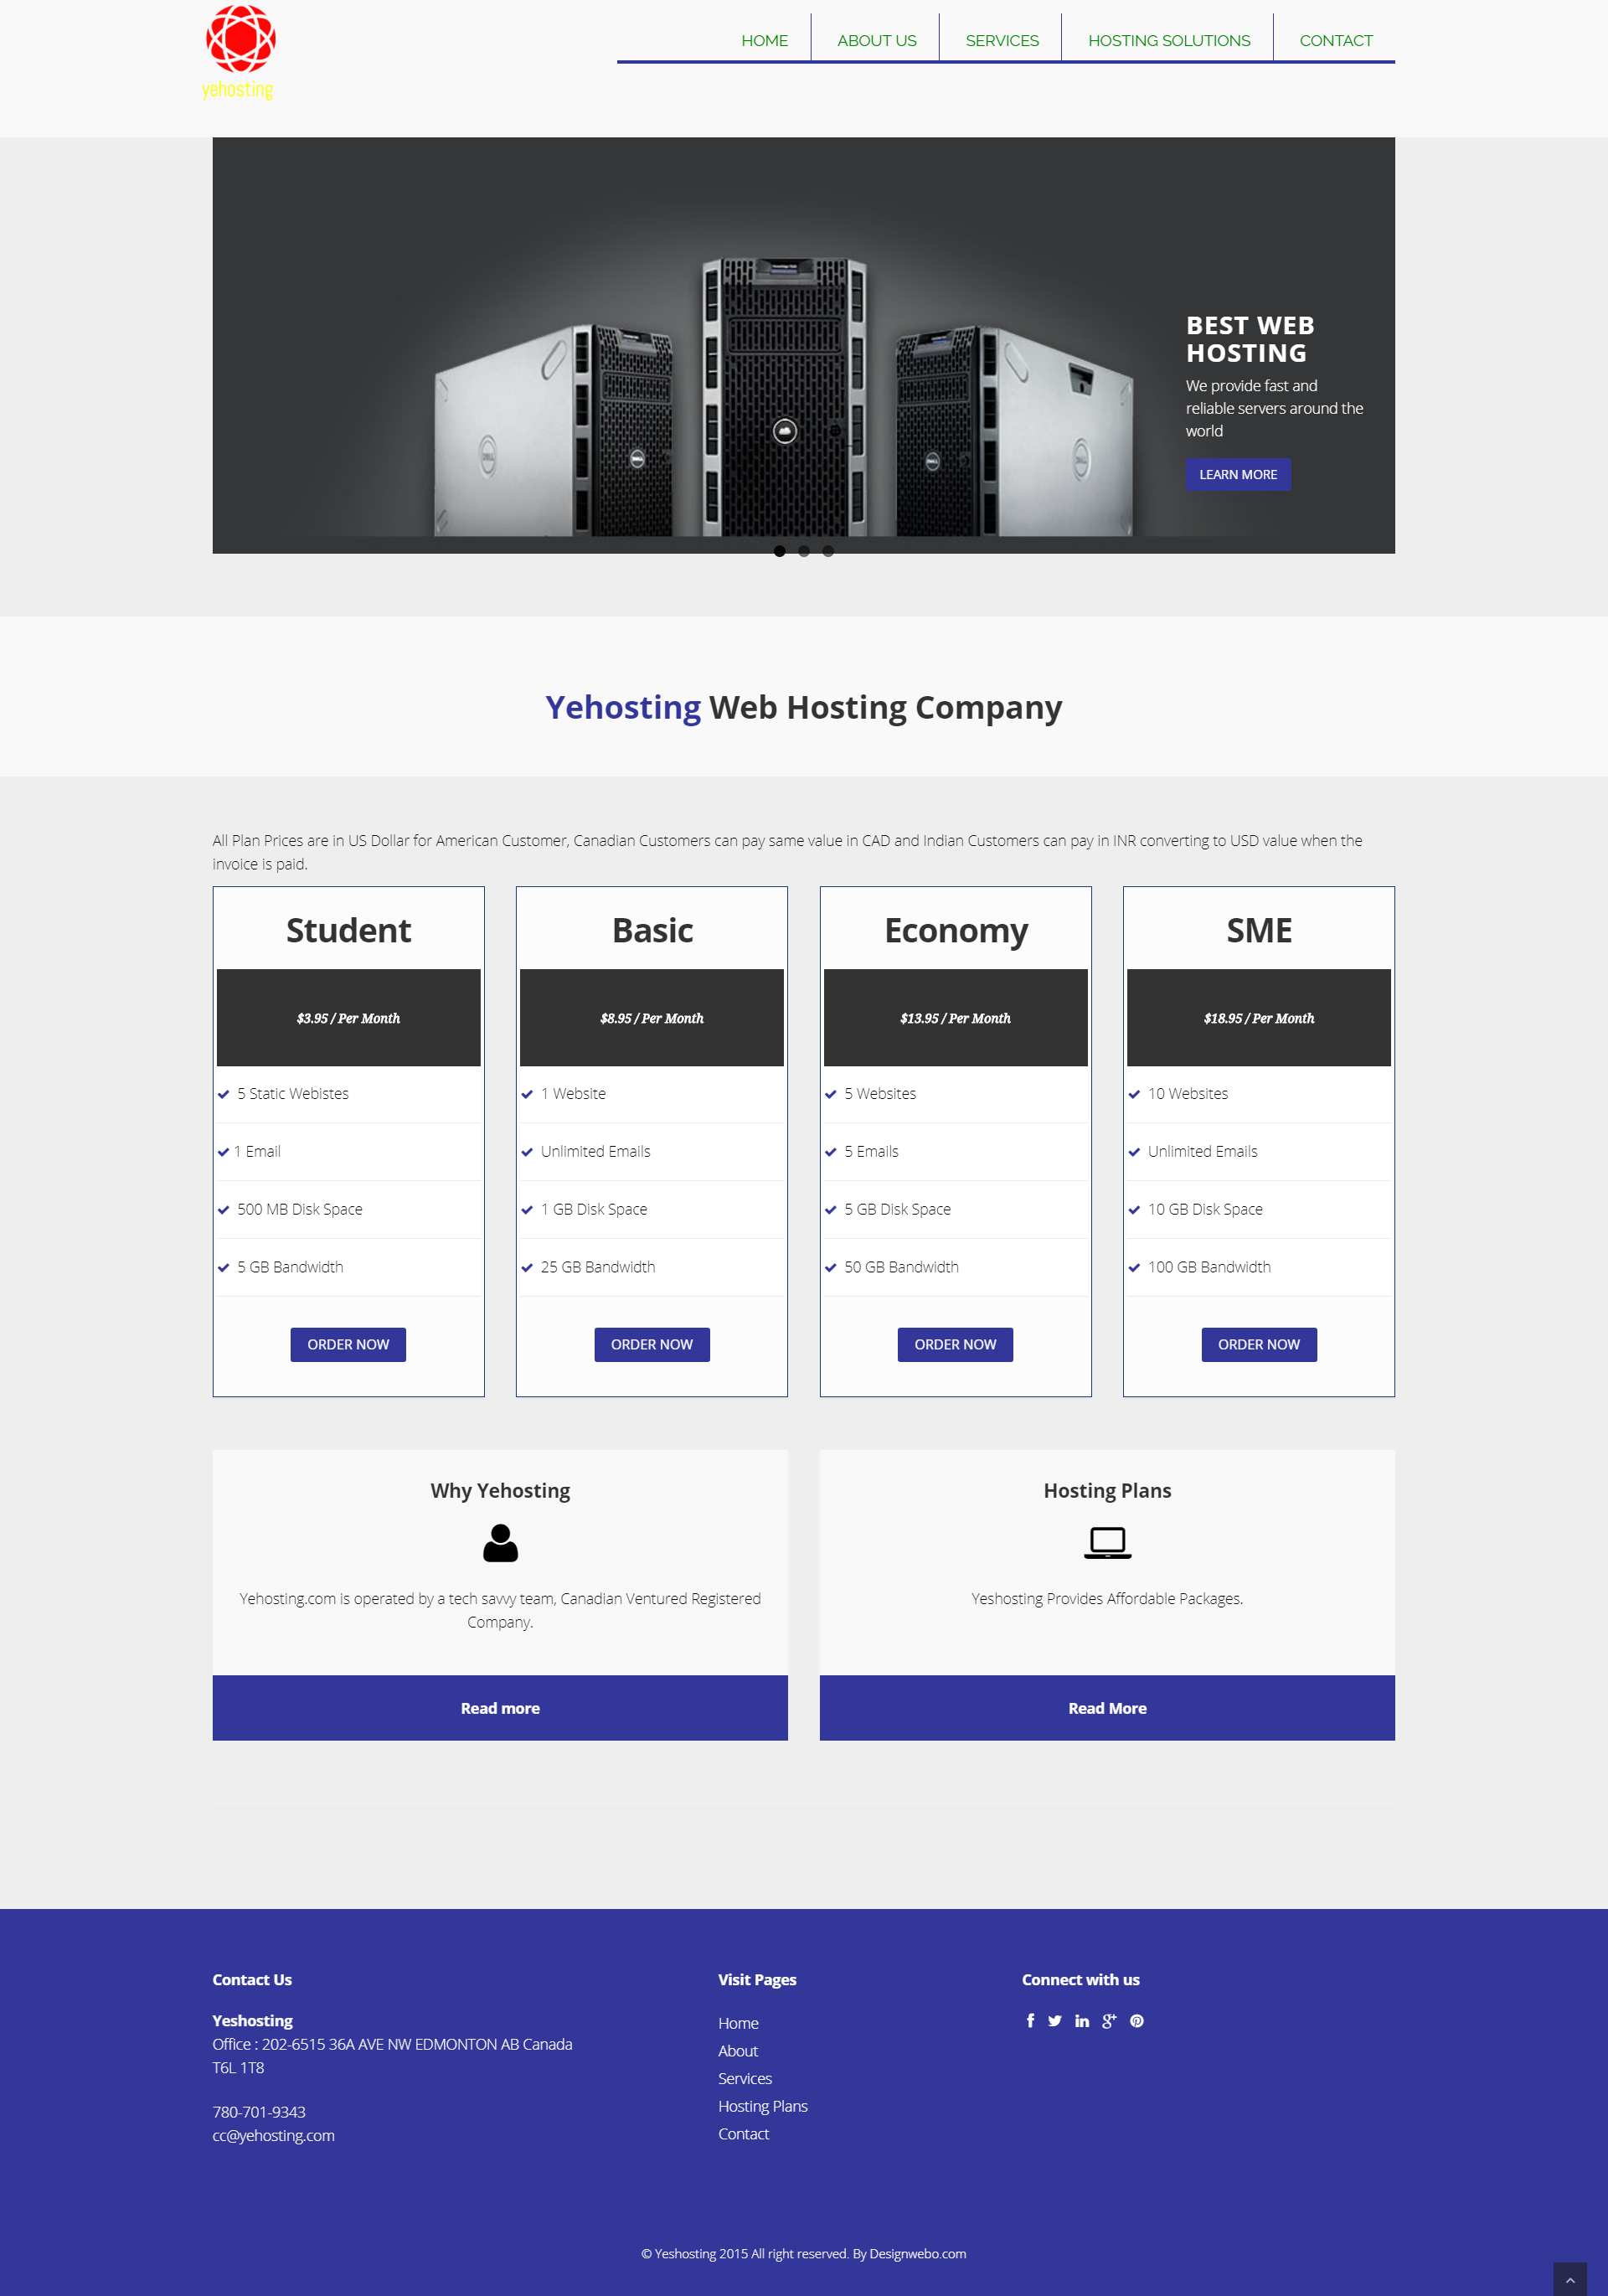 yehosting
HOME
ABOUT US
SERVICES
HOSTING SOLUTIONS
CONTACT
BEST WEB
HOSTING
We provide fast and
reliable servers around the
world
LEARN MORE
Yehosting Web Hosting Company
All Plan Prices are in US Dollar for American Customer, Canadian Customers can pay same value in CAD and Indian Customers can pay in INR converting to USD value when the
invoice is paid.
Student
$3.95 / Per Month
5 Static Webistes
1 Email
500 MB Disk Space
5 GB Bandwidth
ORDER NOW
Basic
$8.95 / Per Month
1 Website
Unlimited Emails
1 GB Disk Space
25 GB Bandwidth
ORDER NOW
Economy
$13.95 / Per Month
5 Websites
5 Emails
5 GB Disk Space
50 GB Bandwidth
ORDER NOW
SME
$18.95 / Per Month
10 Websites
Unlimited Emails
10 GB Disk Space
100 GB Bandwidth
ORDER NOW
Why Yehosting
Yehosting.com is operated by a tech savvy team, Canadian Ventured Registered
Company.
Read more
Hosting Plans
Yeshosting Provides Affordable Packages.
Read More
Contact Us
Yeshosting
Office : 202-6515 36A AVE NW EDMONTON AB Canada
T6L 1T8
780-701-9343
cc@yehosting.com
Visit Pages
Home
About
Services
Hosting Plans
Contact
Connect with us
© Yeshosting 2015 All right reserved. By Designwebo.com